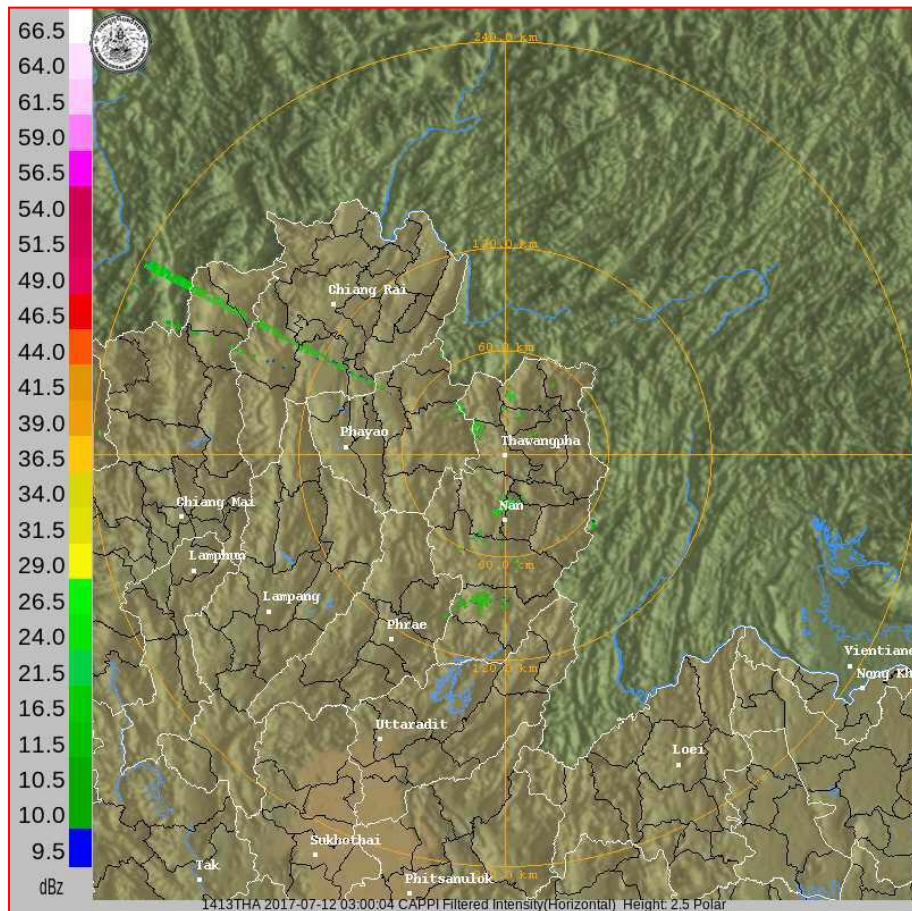 66.5
64.0
61.5
59.0
56.5
54.0
51.5
49.0
46.5
44.0
41.5
39.0
36.5
34.0
31.5
29.0
26.5
24.0
21.5
16.5
11.5
10.5
10.0
9.5
dBz
240.0 km
120.0 km
Chiang Rai
60.0 km
Phayao
Thawangpha
Chiang Mai
Nan
Lamphun
60.0 km
Lampang
Phrae
120.0 km
Vientiane
Nong Kh
Uttaradit
Loei
Sukhothai
Tak
Phitsanulok
1413THA 2017-07-12 03:00:04 CAPPI Filtered Intensity(Horizontal) Height: 2.5 Polar